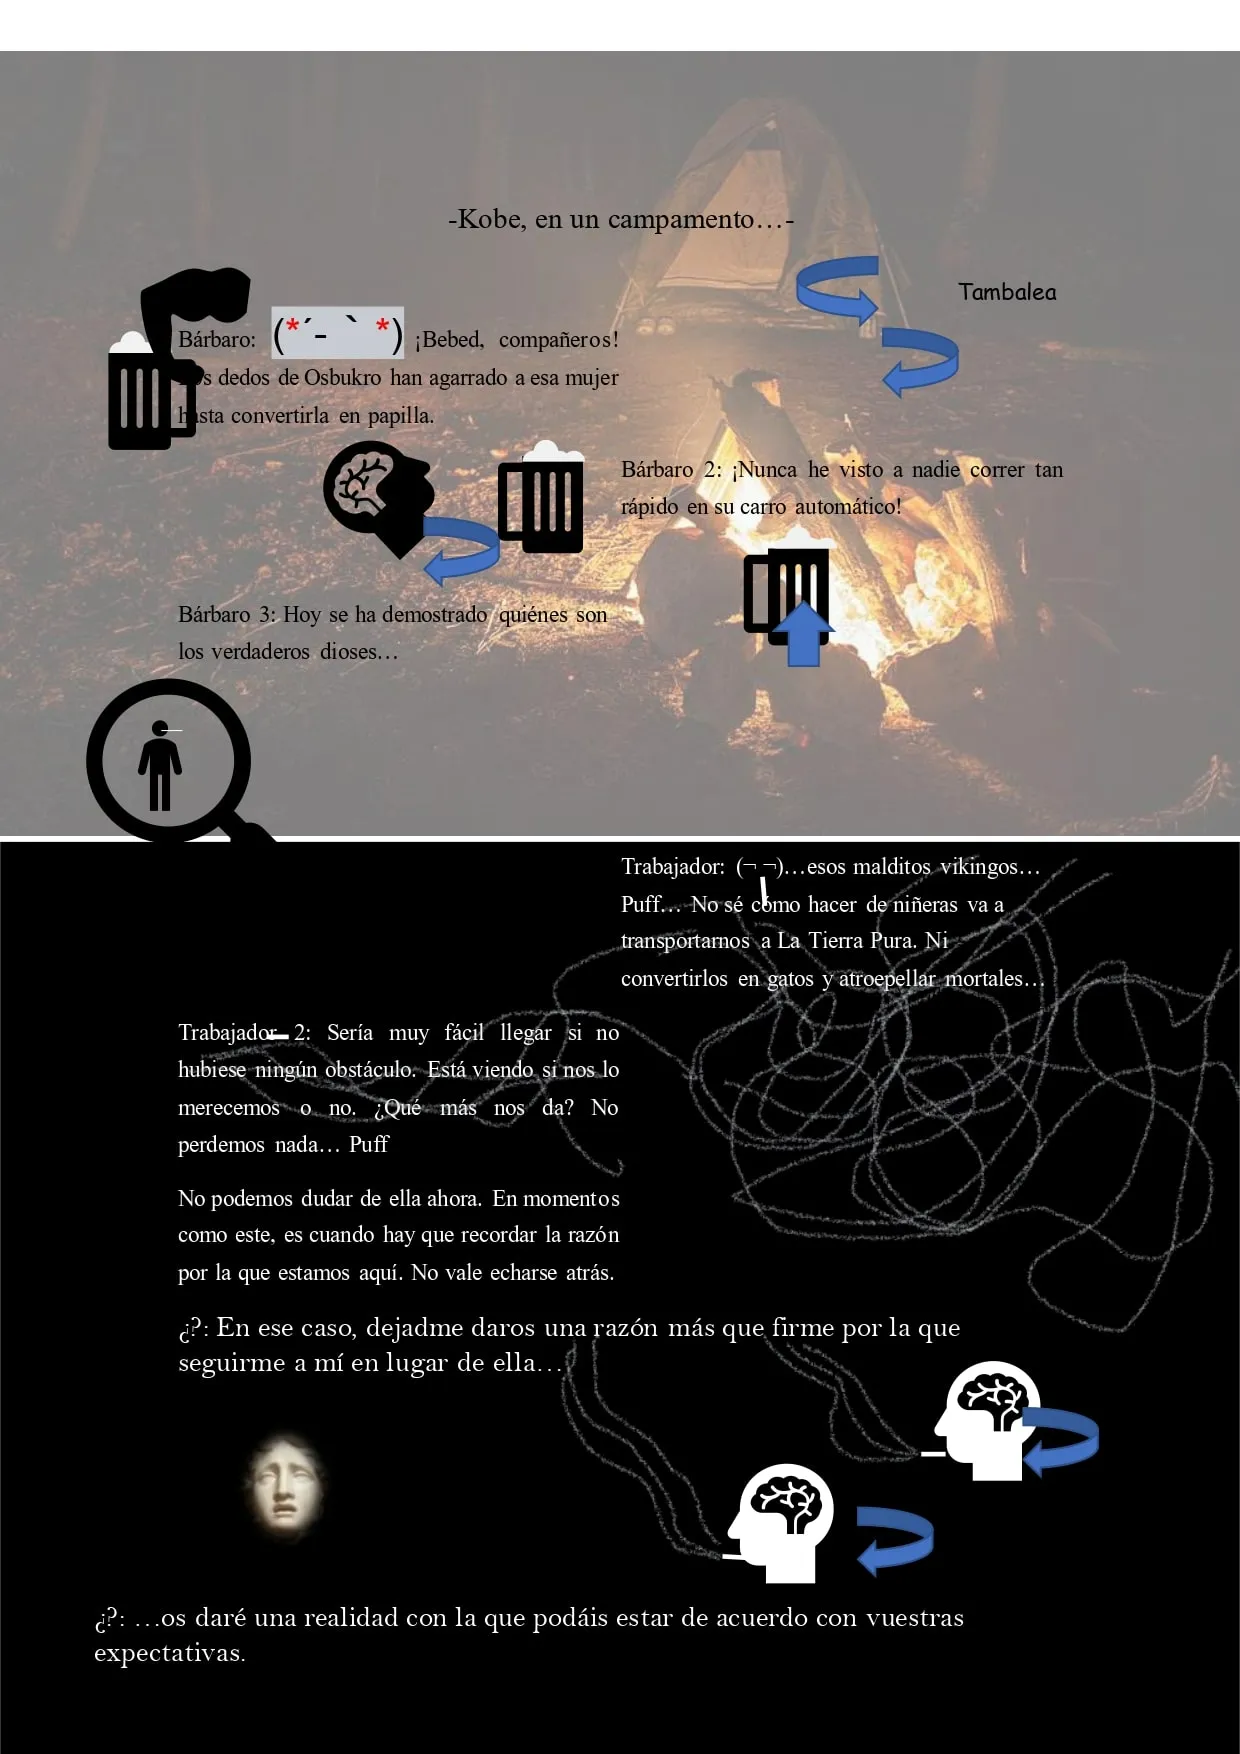 -Kobe, en un campamento…-
Tambalea
Bárbaro: (*´- ` *) ¡Bebed, compañeros!
dedos de Osbukro han agarrado a esa mujer
hasta convertirla en papilla.
Bárbaro 2: ¡Nunca he visto a nadie correr tan
rápido en su carro automático!
Bárbaro 3: Hoy se ha demostrado quiénes son
los verdaderos dioses…
Trabajador: (¬ ¬)…esos malditos vikingos…
Puff… No sé cómo hacer de niñeras va a
transportarnos a La Tierra Pura. Ni
convertirlos en gatos y atroepellar mortales…
Trabajador 2: Sería muy fácil llegar si no
hubiese ningún obstáculo. Está viendo si nos lo
merecemos o no. ¿Qué más nos da? No
perdemos nada… Puff
No podemos dudar de ella ahora. En momentos
como este, es cuando hay que recordar la razón
por la que estamos aquí. No vale echarse atrás.
¿?: En ese caso, dejadme daros una razón más que firme por la que
seguirme a mí en lugar de ella…
¿?: …os daré una realidad con la que podáis estar de acuerdo con vuestras
expectativas.